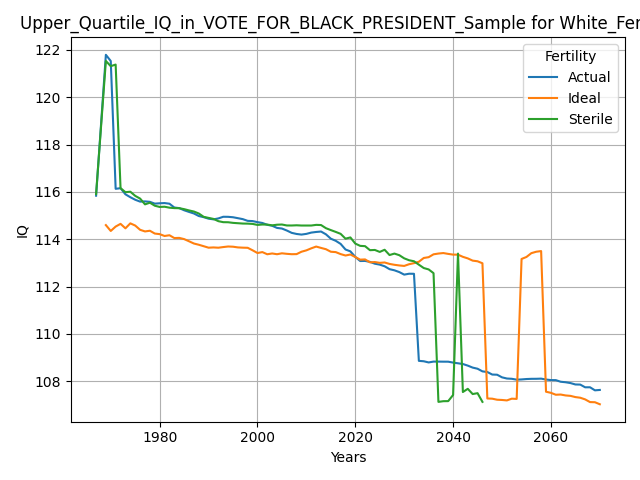 Upper_Quartile_IQ_in_VOTE_FOR_BLACK_PRESIDENT_Sample for White_Fer
122
120
118
116
114
112
110
108
IQ
Fertility
Actual
Ideal
Sterile
1980
2000
2020
2040
2060
Years